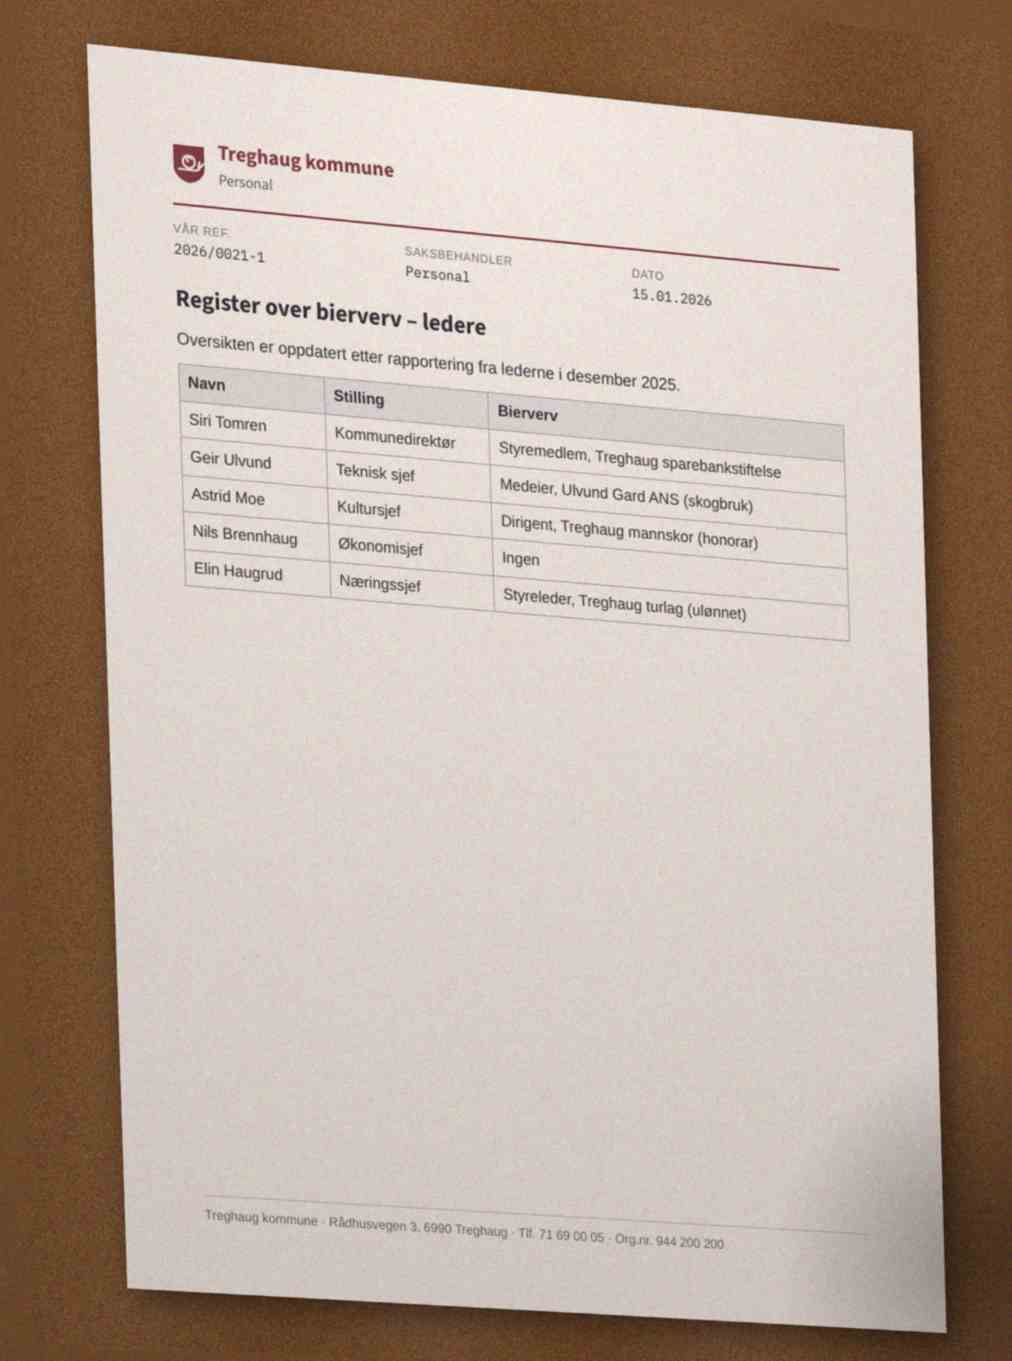 Treghaug kommune
Personal
VÅR REF. SAKSBEHANDLER DATO
2026/0021-1 Personal 15.01.2026
Register over bierverv – ledere
Oversikten er oppdatert etter rapportering fra lederne i desember 2025.
Navn Stilling Bierverv
Siri Tomren Kommunedirektør Styremedlem, Treghaug sparebankstiftelse
Geir Ulvund Teknisk sjef Medeier, Ulvund Gard ANS (skogbruk)
Astrid Moe Kultursjef Dirigent, Treghaug mannskor (honorar)
Nils Brennhaug Økonomisjef Ingen
Elin Haugrud Næringssjef Styreleder, Treghaug turlag (ulønnet)
Treghaug kommune · Rådhusvegen 3, 6990 Treghaug · Tlf. 71 69 00 05 · Org.nr. 944 200 200